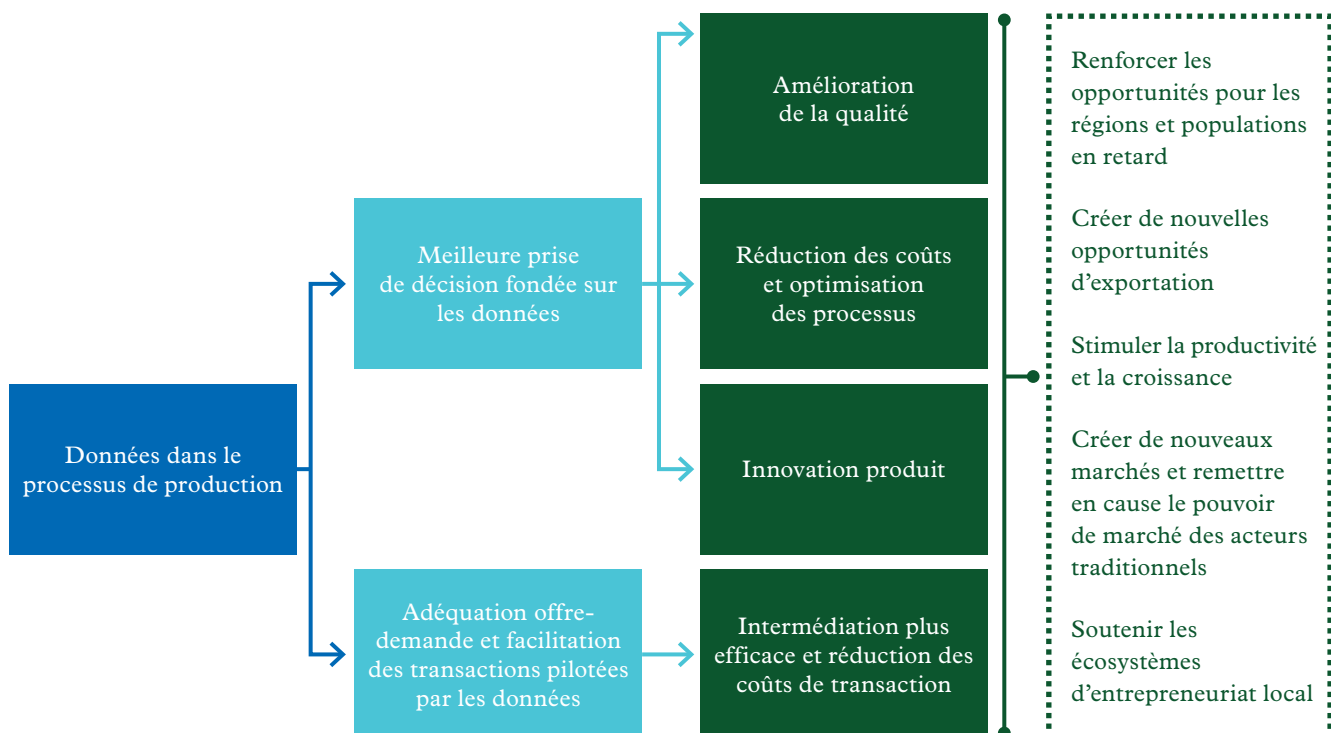 Données dans le
processus de production
Meilleure prise
de décision fondée sur
les données
Adéquation offre-
demande et facilitation
des transactions pilotées
par les données
Amélioration
de la qualité
Réduction des coûts
et optimisation
des processus
Innovation produit
Intermédiation plus
efficace et réduction des
coûts de transaction
Renforcer les
opportunités pour les
régions et populations
en retard
Créer de nouvelles
opportunités
d’exportation
Stimuler la productivité
et la croissance
Créer de nouveaux
marchés et remettre
en cause le pouvoir
de marché des acteurs
traditionnels
Soutenir les
écosystèmes
d’entrepreneuriat local